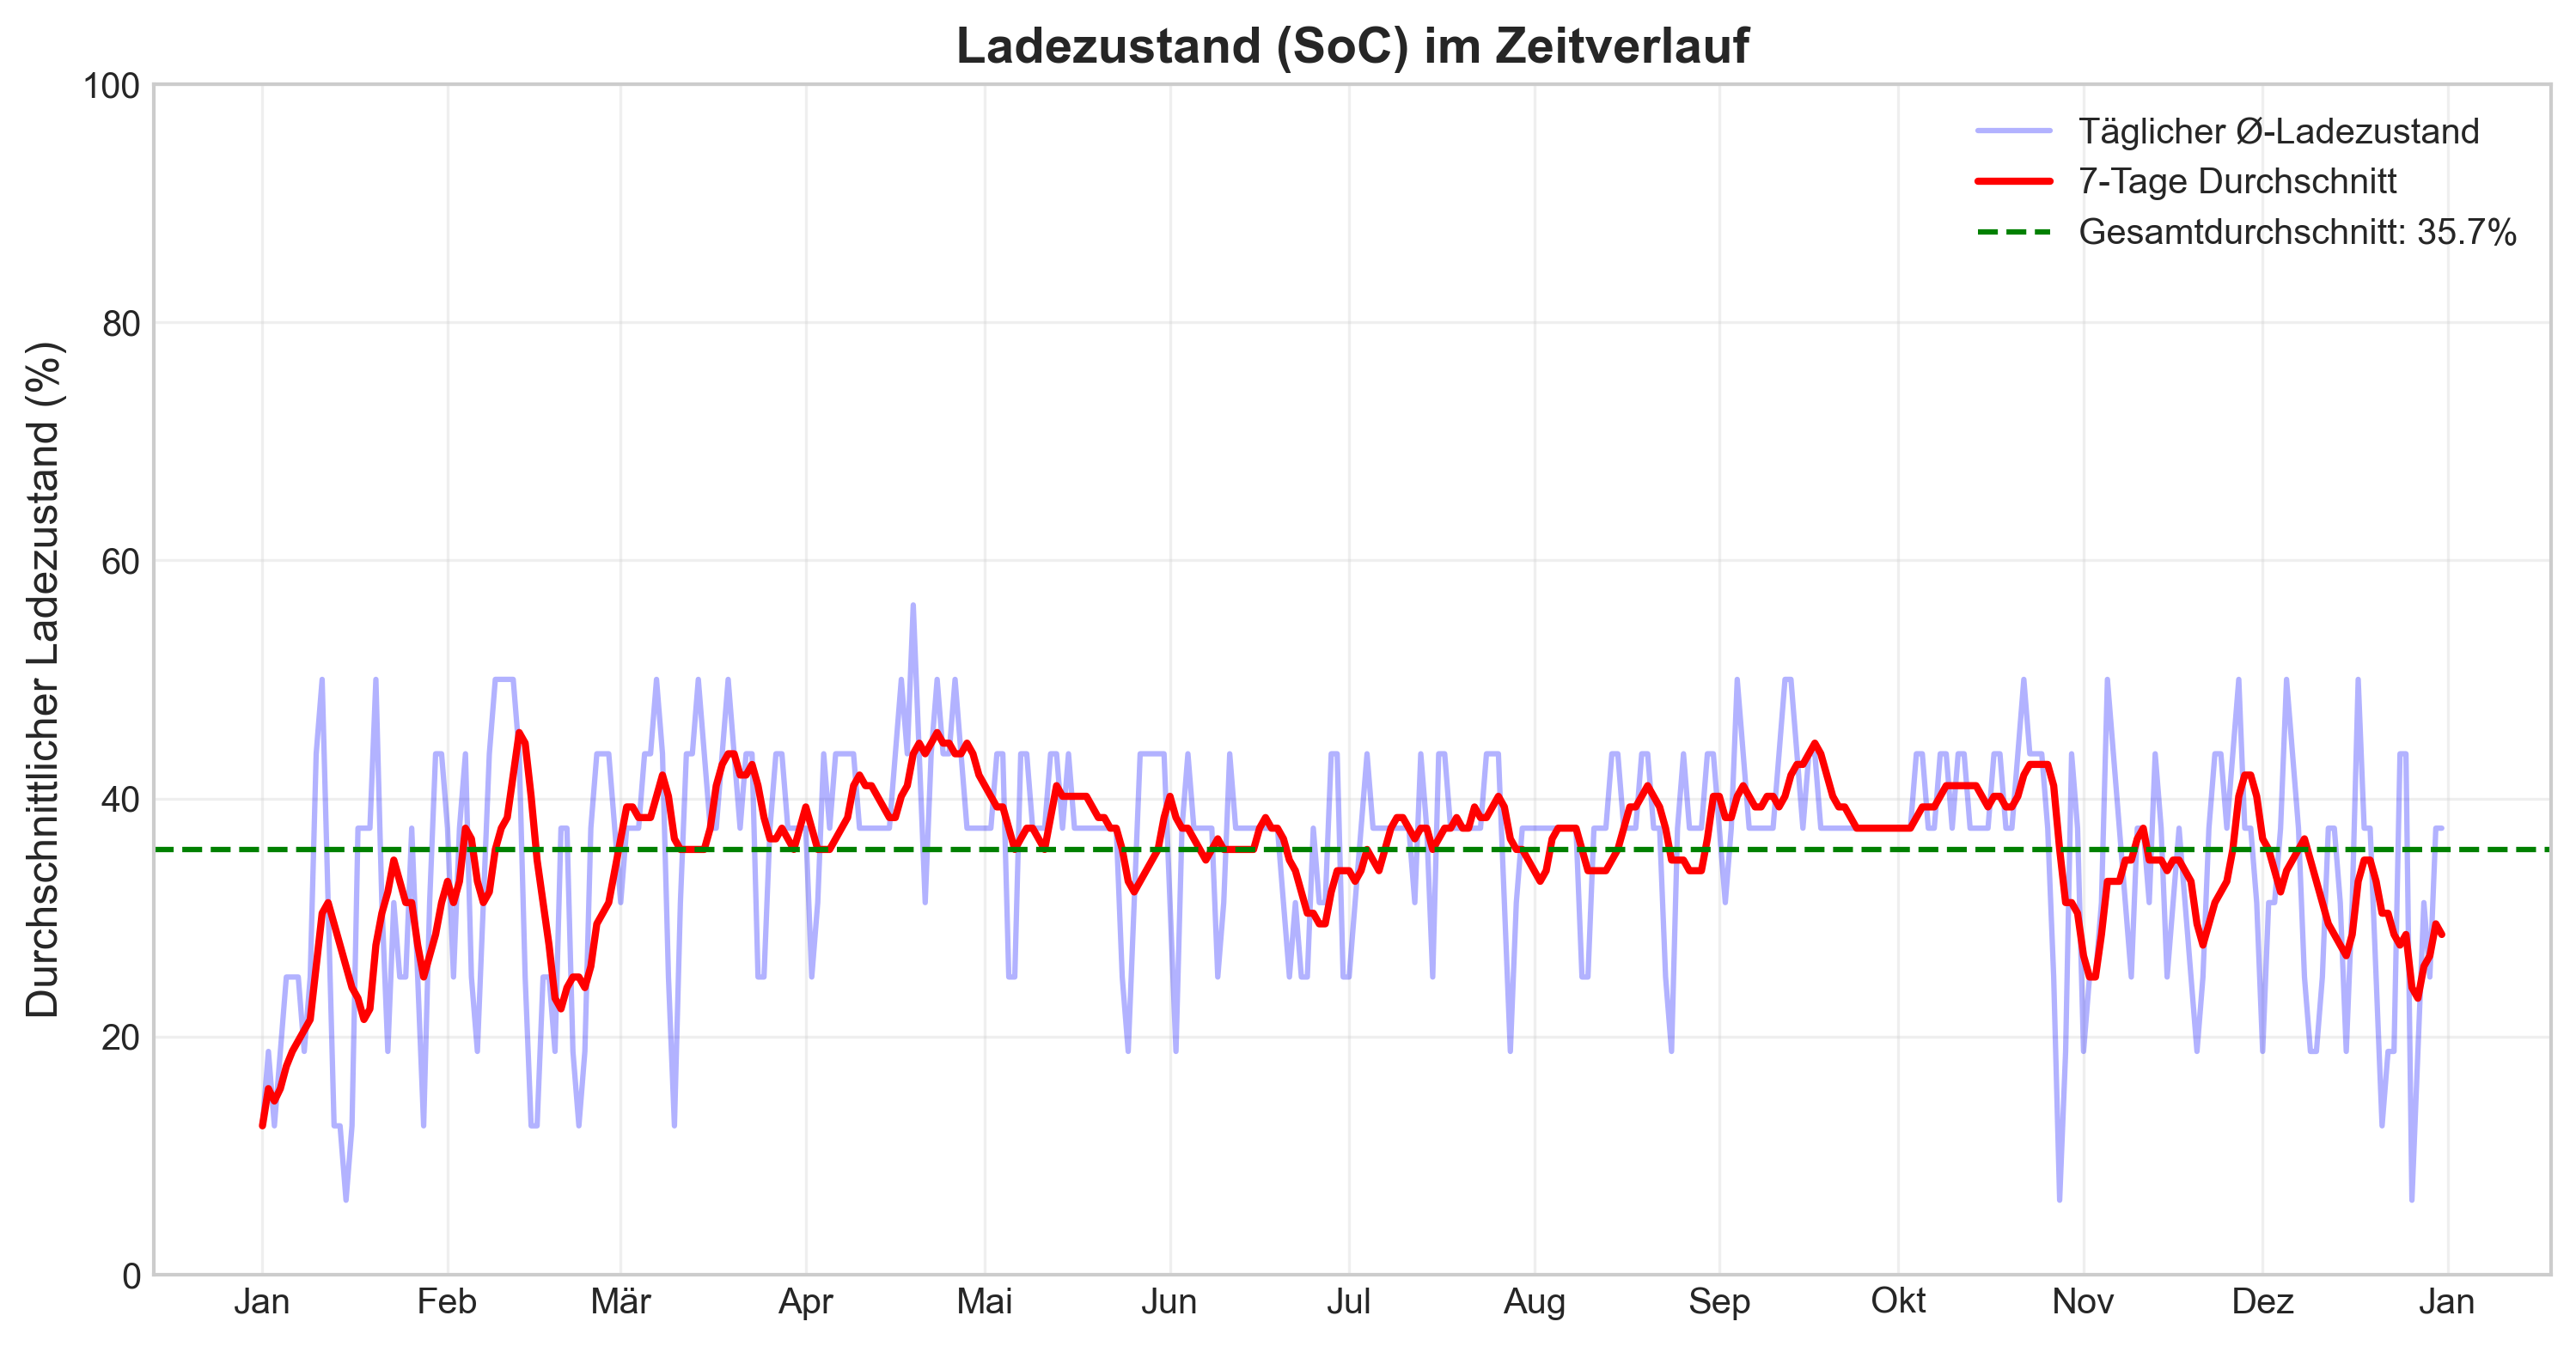 Ladezustand (SoC) im Zeitverlauf
Durchschnittlicher Ladezustand (%)
100
80
60
40
20
0
Täglicher Ø-Ladezustand
7-Tage Durchschnitt
Gesamtdurchschnitt: 35.7%
Jan Feb Mär Apr Mai Jun Jul Aug Sep Okt Nov Dez Jan